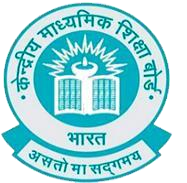 केन्द्रीय माध्यमिक शिक्षा बोर्ड
भारत
असतो मा सद्गमय